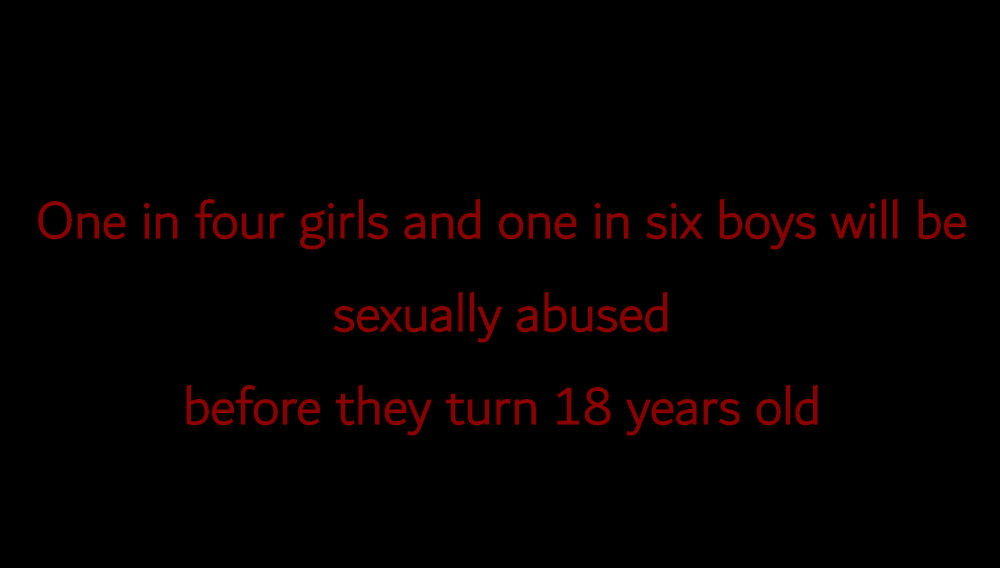 One in four girls and one in six boys will be
sexually abused
before they turn 18 years old